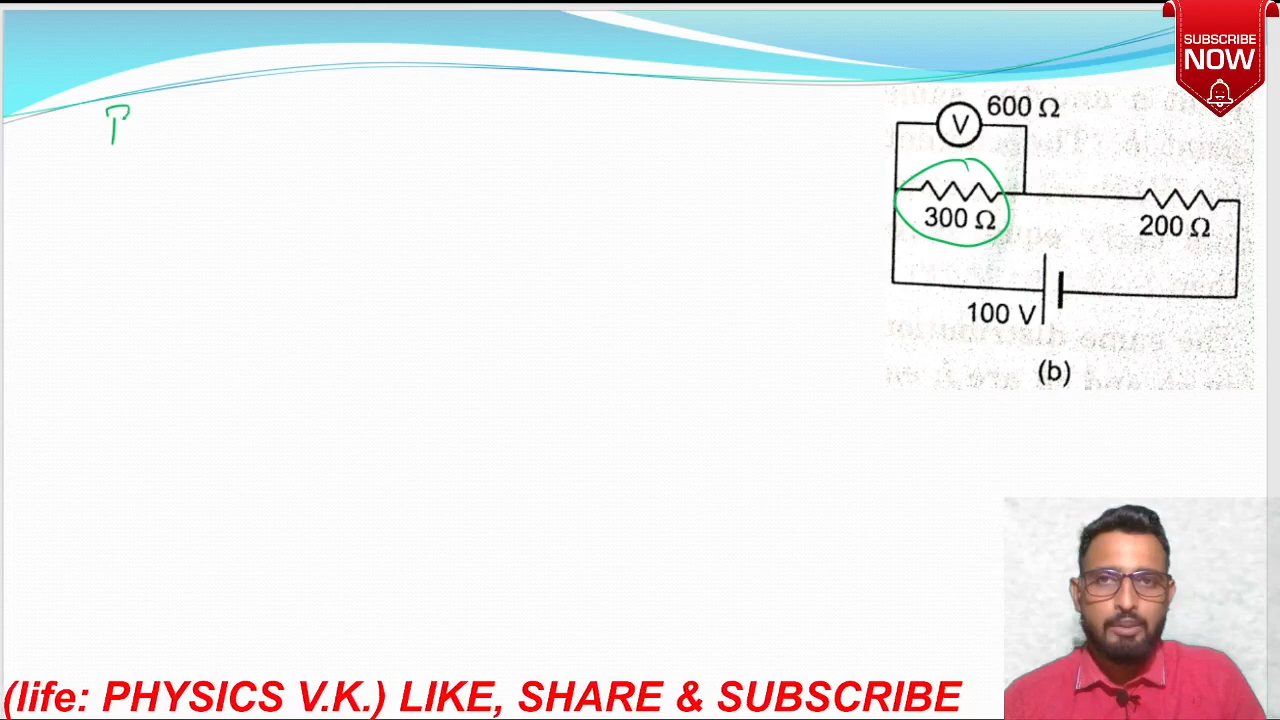 SUBSCRIBE
NOW
P
V
600 Ω
300 Ω
200 Ω
100 V
(b)
(life: PHYSICS V.K.) LIKE, SHARE & SUBSCRIBE